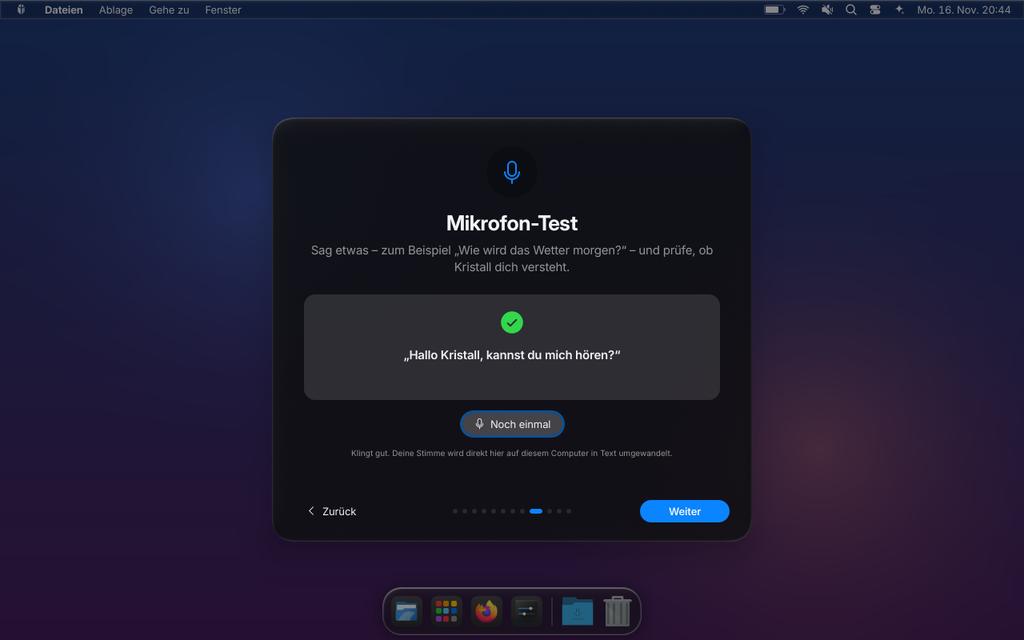 Dateien Ablage Gehe zu Fenster Mo. 16. Nov. 20:44
Mikrofon-Test
Sag etwas – zum Beispiel „Wie wird das Wetter morgen?“ – und prüfe, ob
Kristall dich versteht.
„Hallo Kristall, kannst du mich hören?“
Noch einmal
Klingt gut. Deine Stimme wird direkt hier auf diesem Computer in Text umgewandelt.
Zurück
Weiter